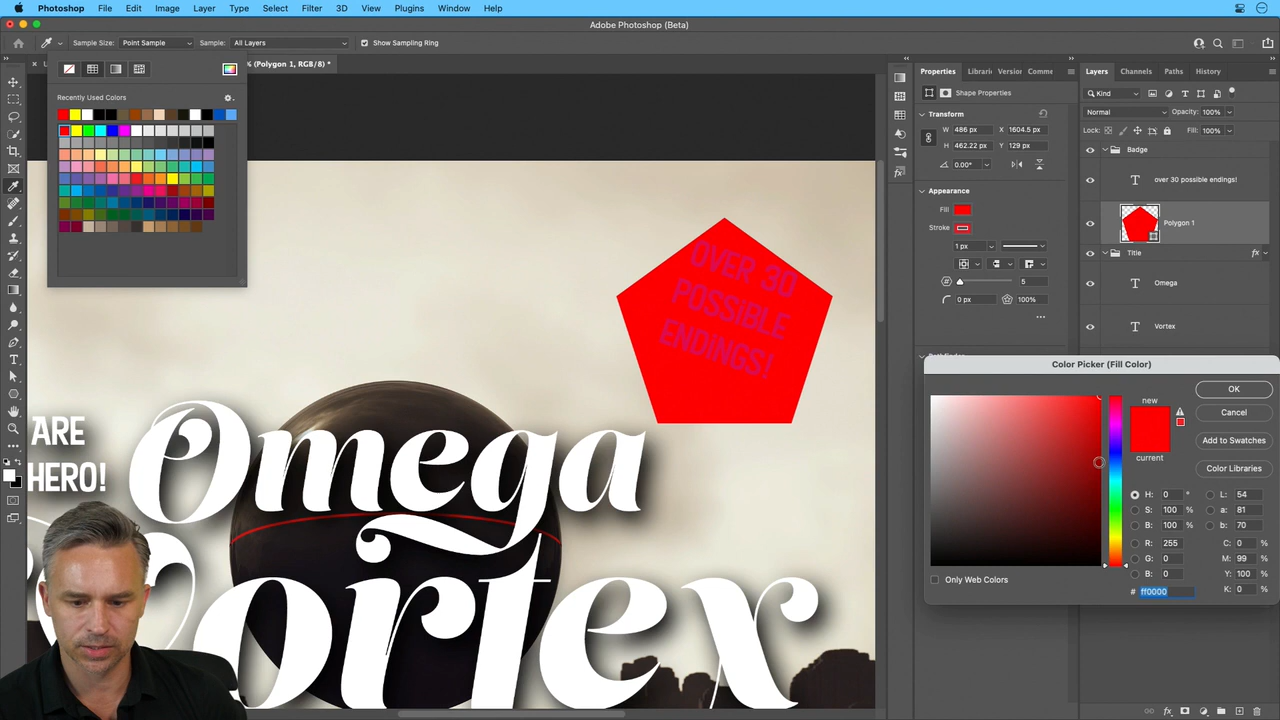 Photoshop File Edit Image Layer Type Select Filter 3D View Plugins Window Help
Adobe Photoshop (Beta)
Sample Size: Point Sample Sample: All Layers Show Sampling Ring
% (Polygon 1, RGB/8) *
Recently Used Colors
OVER 30
POSSiBLE
ENDiNGS!
ARE
HERO!
Omega
Vortex
Properties Librari Version Comme
Shape Properties
Transform
W 486 px X 1604.5 px
H 462.22 px Y 129 px
0.00°
Appearance
Fill
Stroke
1 px
5
0 px 100%
Layers Channels Paths History
Kind
Normal Opacity: 100%
Lock: Fill: 100%
Badge
over 30 possible endings!
Polygon 1
Title fx
Omega
Vortex
Color Picker (Fill Color)
new
current
OK
Cancel
Add to Swatches
Color Libraries
H: 0 ° L: 54
S: 100 % a: 81
B: 100 % b: 70
R: 255 C: 0 %
G: 0 M: 99 %
B: 0 Y: 100 %
# ff0000 K: 0 %
Only Web Colors